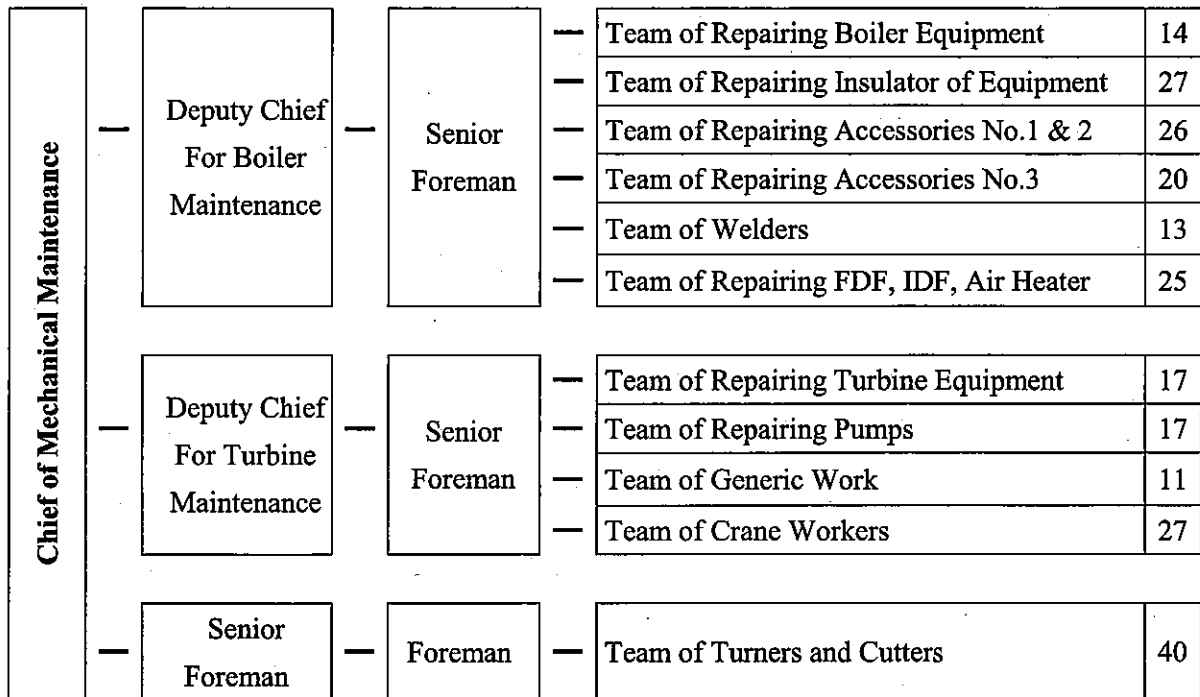 Chief of Mechanical Maintenance
Deputy Chief
For Boiler
Maintenance
Senior
Foreman
Team of Repairing Boiler Equipment 14
Team of Repairing Insulator of Equipment 27
Team of Repairing Accessories No.1 & 2 26
Team of Repairing Accessories No.3 20
Team of Welders 13
Team of Repairing FDF, IDF, Air Heater 25
Deputy Chief
For Turbine
Maintenance
Senior
Foreman
Team of Repairing Turbine Equipment 17
Team of Repairing Pumps 17
Team of Generic Work 11
Team of Crane Workers 27
Senior
Foreman
Foreman
Team of Turners and Cutters 40